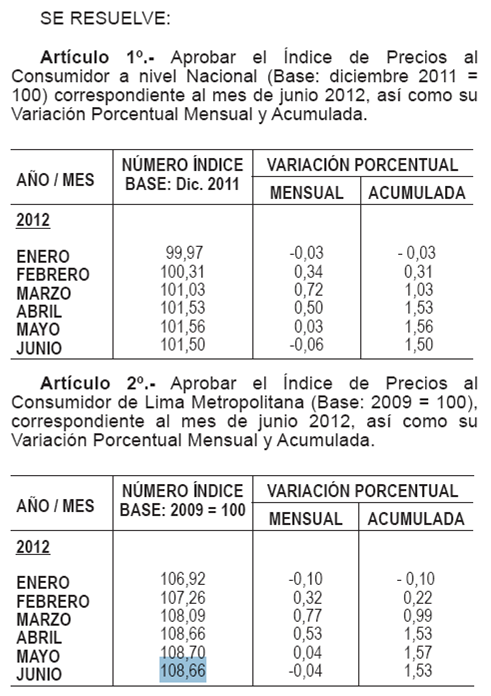 SE RESUELVE:
Artículo 1º.- Aprobar el Índice de Precios al
Consumidor a nivel Nacional (Base: diciembre 2011 =
100) correspondiente al mes de junio 2012, así como su
Variación Porcentual Mensual y Acumulada.
AÑO / MES NÚMERO ÍNDICE BASE: Dic. 2011 VARIACIÓN PORCENTUAL
MENSUAL ACUMULADA
2012
ENERO 99,97 -0,03 - 0,03
FEBRERO 100,31 0,34 0,31
MARZO 101,03 0,72 1,03
ABRIL 101,53 0,50 1,53
MAYO 101,56 0,03 1,56
JUNIO 101,50 -0,06 1,50
Artículo 2º.- Aprobar el Índice de Precios al
Consumidor de Lima Metropolitana (Base: 2009 = 100),
correspondiente al mes de junio 2012, así como su
Variación Porcentual Mensual y Acumulada.
AÑO / MES NÚMERO ÍNDICE BASE: 2009 = 100 VARIACIÓN PORCENTUAL
MENSUAL ACUMULADA
2012
ENERO 106,92 -0,10 - 0,10
FEBRERO 107,26 0,32 0,22
MARZO 108,09 0,77 0,99
ABRIL 108,66 0,53 1,53
MAYO 108,70 0,04 1,57
JUNIO 108,66 -0,04 1,53